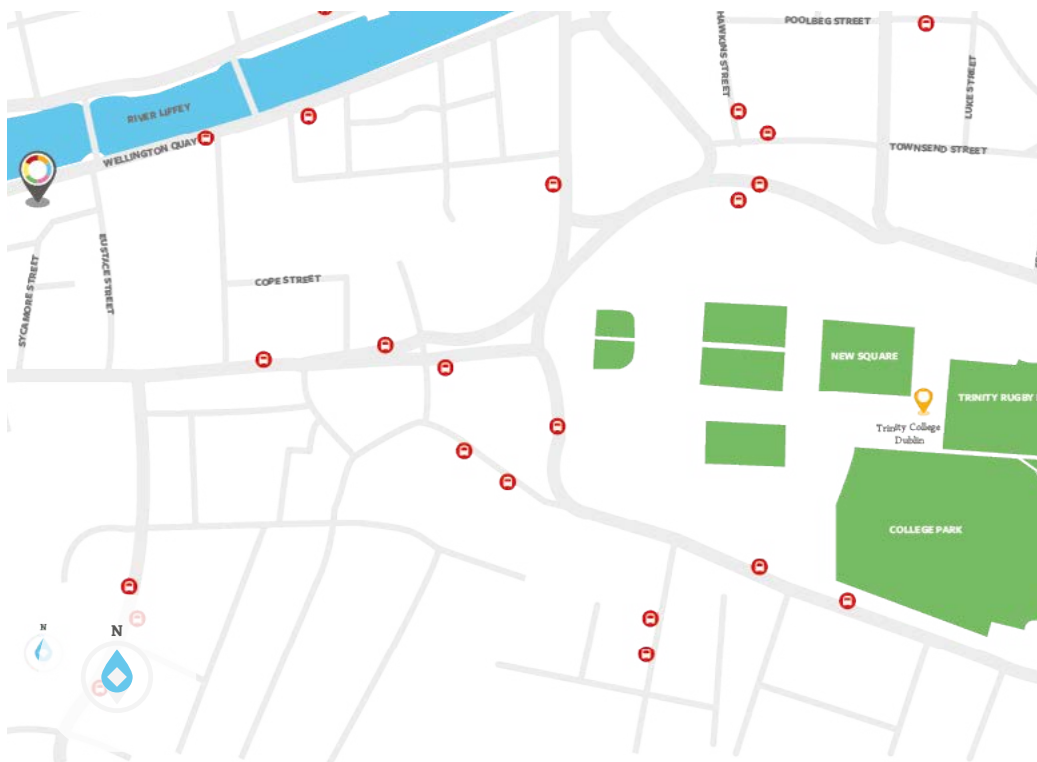 POOLBEG STREET
HAWKINS STREET
LUKE STREET
RIVER LIFFEY
WELLINGTON QUAY
TOWNSEND STREET
EUSTACE STREET
SYCAMORE STREET
COPE STREET
NEW SQUARE
TRINITY RUGBY
Trinity College
Dublin
COLLEGE PARK
N
N